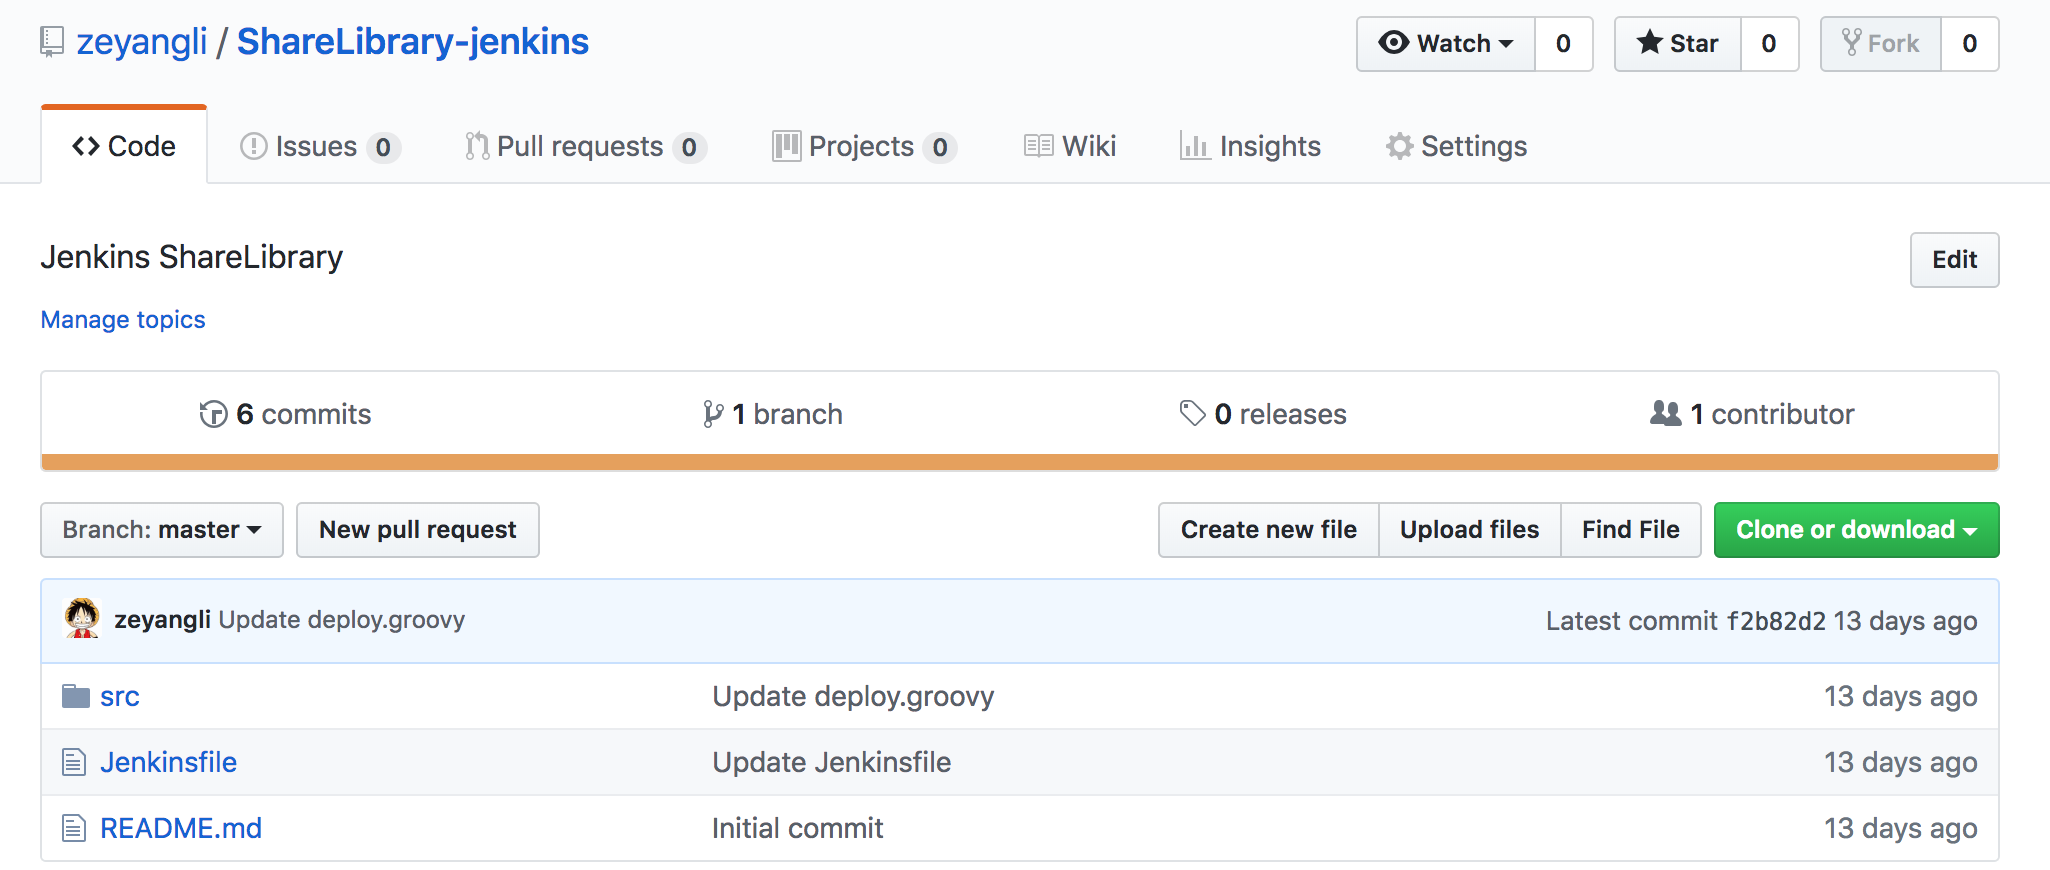 zeyangli / ShareLibrary-jenkins
Watch 0 Star 0 Fork 0
Code Issues 0 Pull requests 0 Projects 0 Wiki Insights Settings
Jenkins ShareLibrary
Edit
Manage topics
6 commits 1 branch 0 releases 1 contributor
Branch: master New pull request Create new file Upload files Find File Clone or download
zeyangli Update deploy.groovy Latest commit f2b82d2 13 days ago
src Update deploy.groovy 13 days ago
Jenkinsfile Update Jenkinsfile 13 days ago
README.md Initial commit 13 days ago